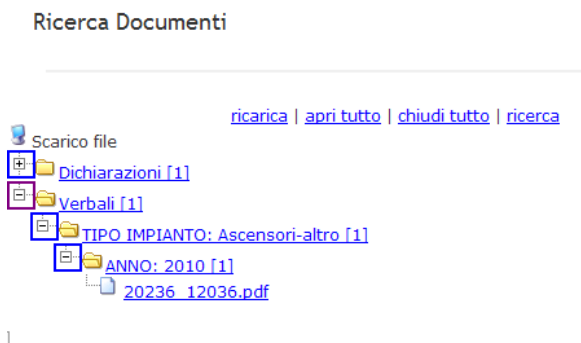 Ricerca Documenti
ricarica | apri tutto | chiudi tutto | ricerca
Scarico file
Dichiarazioni [1]
Verbali [1]
TIPO IMPIANTO: Ascensori-altro [1]
ANNO: 2010 [1]
20236_12036.pdf
]